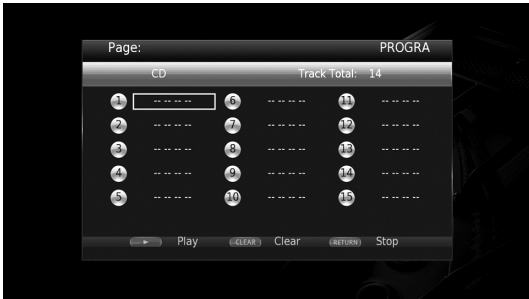 Page: PROGRA
CD Track Total: 14
1 -- -- -- -- 6 -- -- -- -- 11 -- -- -- --
2 -- -- -- -- 7 -- -- -- -- 12 -- -- -- --
3 -- -- -- -- 8 -- -- -- -- 13 -- -- -- --
4 -- -- -- -- 9 -- -- -- -- 14 -- -- -- --
5 -- -- -- -- 10 -- -- -- -- 15 -- -- -- --
Play CLEAR Clear RETURN Stop